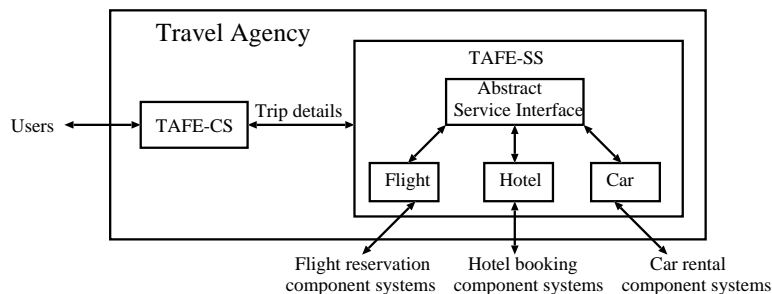 Travel Agency
TAFE-SS
Abstract
Service Interface
Users
TAFE-CS
Trip details
Flight
Hotel
Car
Flight reservation
component systems
Hotel booking
component systems
Car rental
component systems